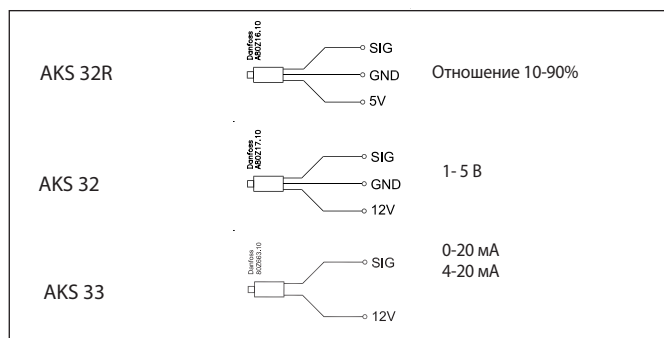 AKS 32R
Danfoss
A80Z16.10
SIG
GND
5V
Отношение 10-90%
AKS 32
Danfoss
A80Z17.10
SIG
GND
12V
1- 5 В
AKS 33
Danfoss
80Z663.10
SIG
12V
0-20 мА
4-20 мА